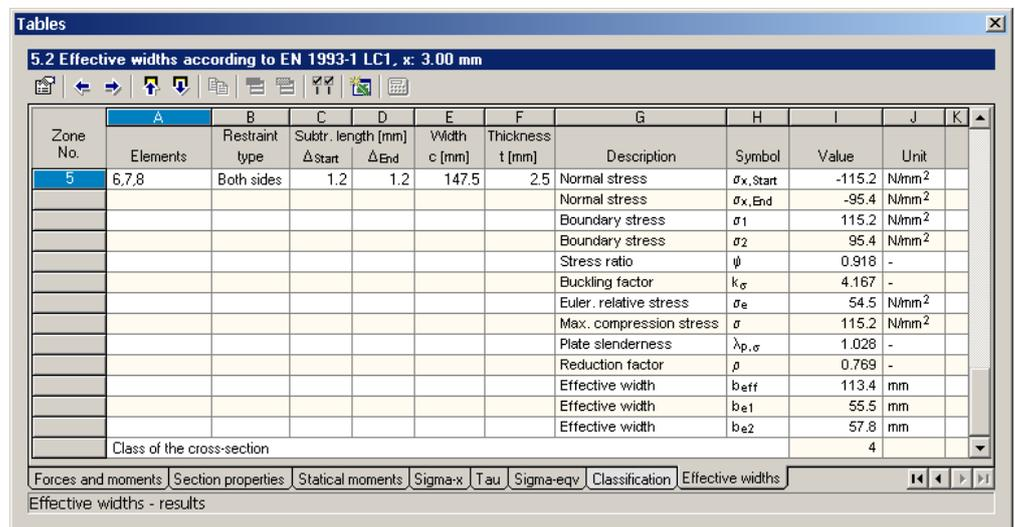 Tables
5.2 Effective widths according to EN 1993-1 LC1, x: 3.00 mm
A B C D E F G H I J K
Zone No. Elements Restraint type Subtr. length [mm] ΔStart ΔEnd Width c [mm] Thickness t [mm] Description Symbol Value Unit
5 6,7,8 Both sides 1.2 1.2 147.5 2.5 Normal stress σx,Start -115.2 N/mm²
Normal stress σx,End -95.4 N/mm²
Boundary stress σ1 115.2 N/mm²
Boundary stress σ2 95.4 N/mm²
Stress ratio ψ 0.918 -
Buckling factor kσ 4.167 -
Euler. relative stress σe 54.5 N/mm²
Max. compression stress σ 115.2 N/mm²
Plate slenderness λp,σ 1.028 -
Reduction factor ρ 0.769 -
Effective width beff 113.4 mm
Effective width be1 55.5 mm
Effective width be2 57.8 mm
Class of the cross-section 4
Forces and moments Section properties Statical moments Sigma-x Tau Sigma-eqv Classification Effective widths
Effective widths - results